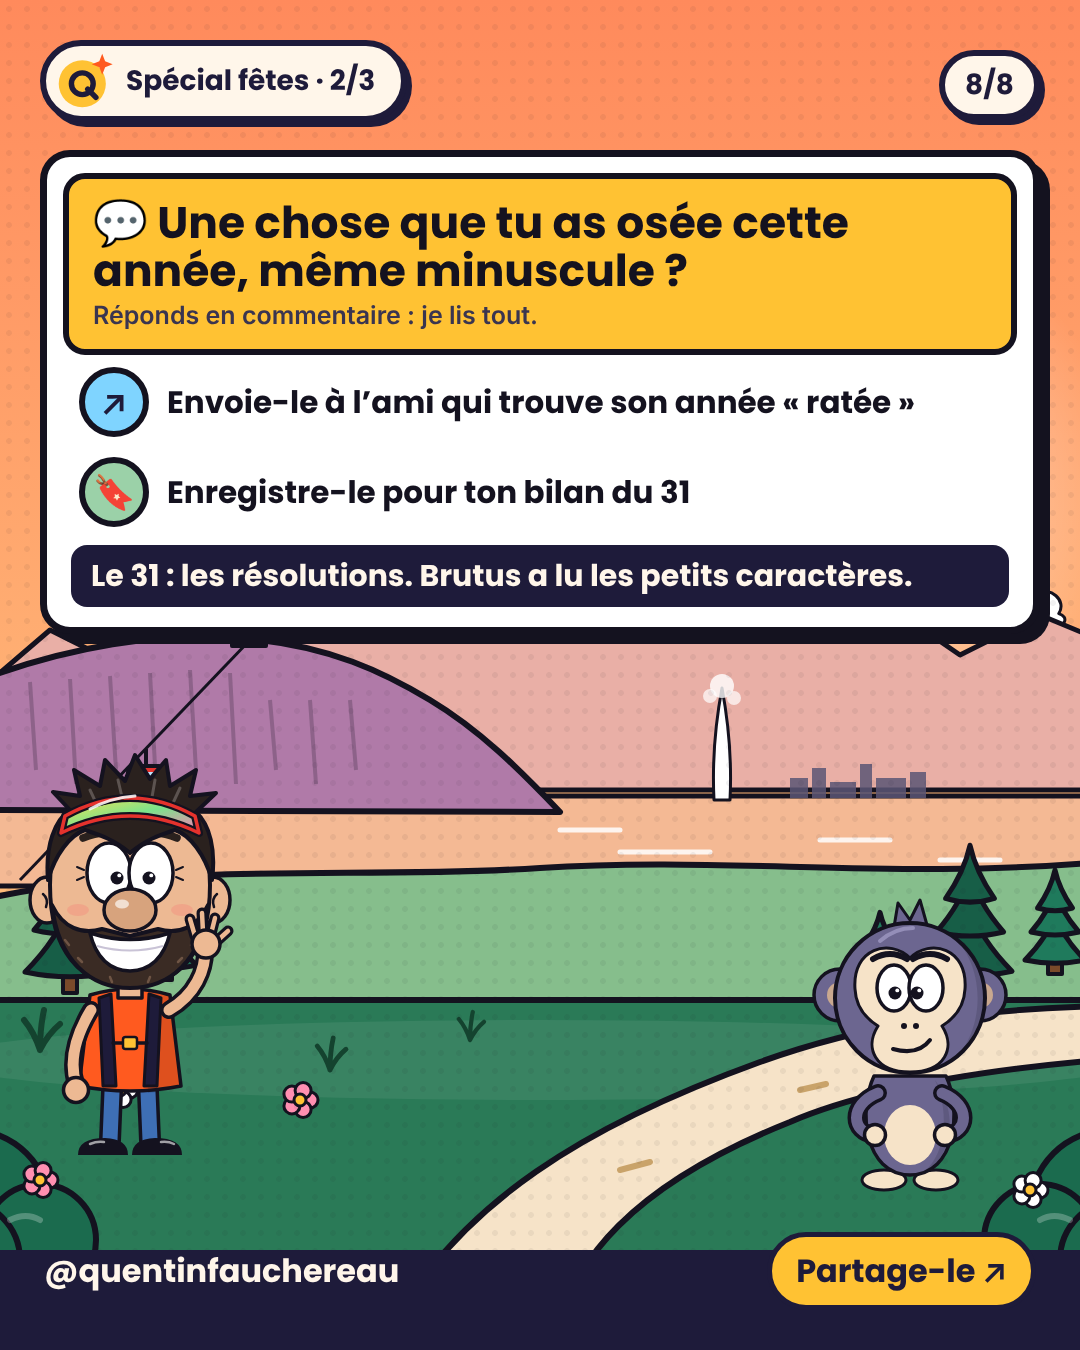 Q
Spécial fêtes · 2/3
8/8
💬 Une chose que tu as osée cette
année, même minuscule ?
Réponds en commentaire : je lis tout.
↗ Envoie-le à l’ami qui trouve son année « ratée »
🔖 Enregistre-le pour ton bilan du 31
Le 31 : les résolutions. Brutus a lu les petits caractères.
@quentinfauchereau
Partage-le ↗